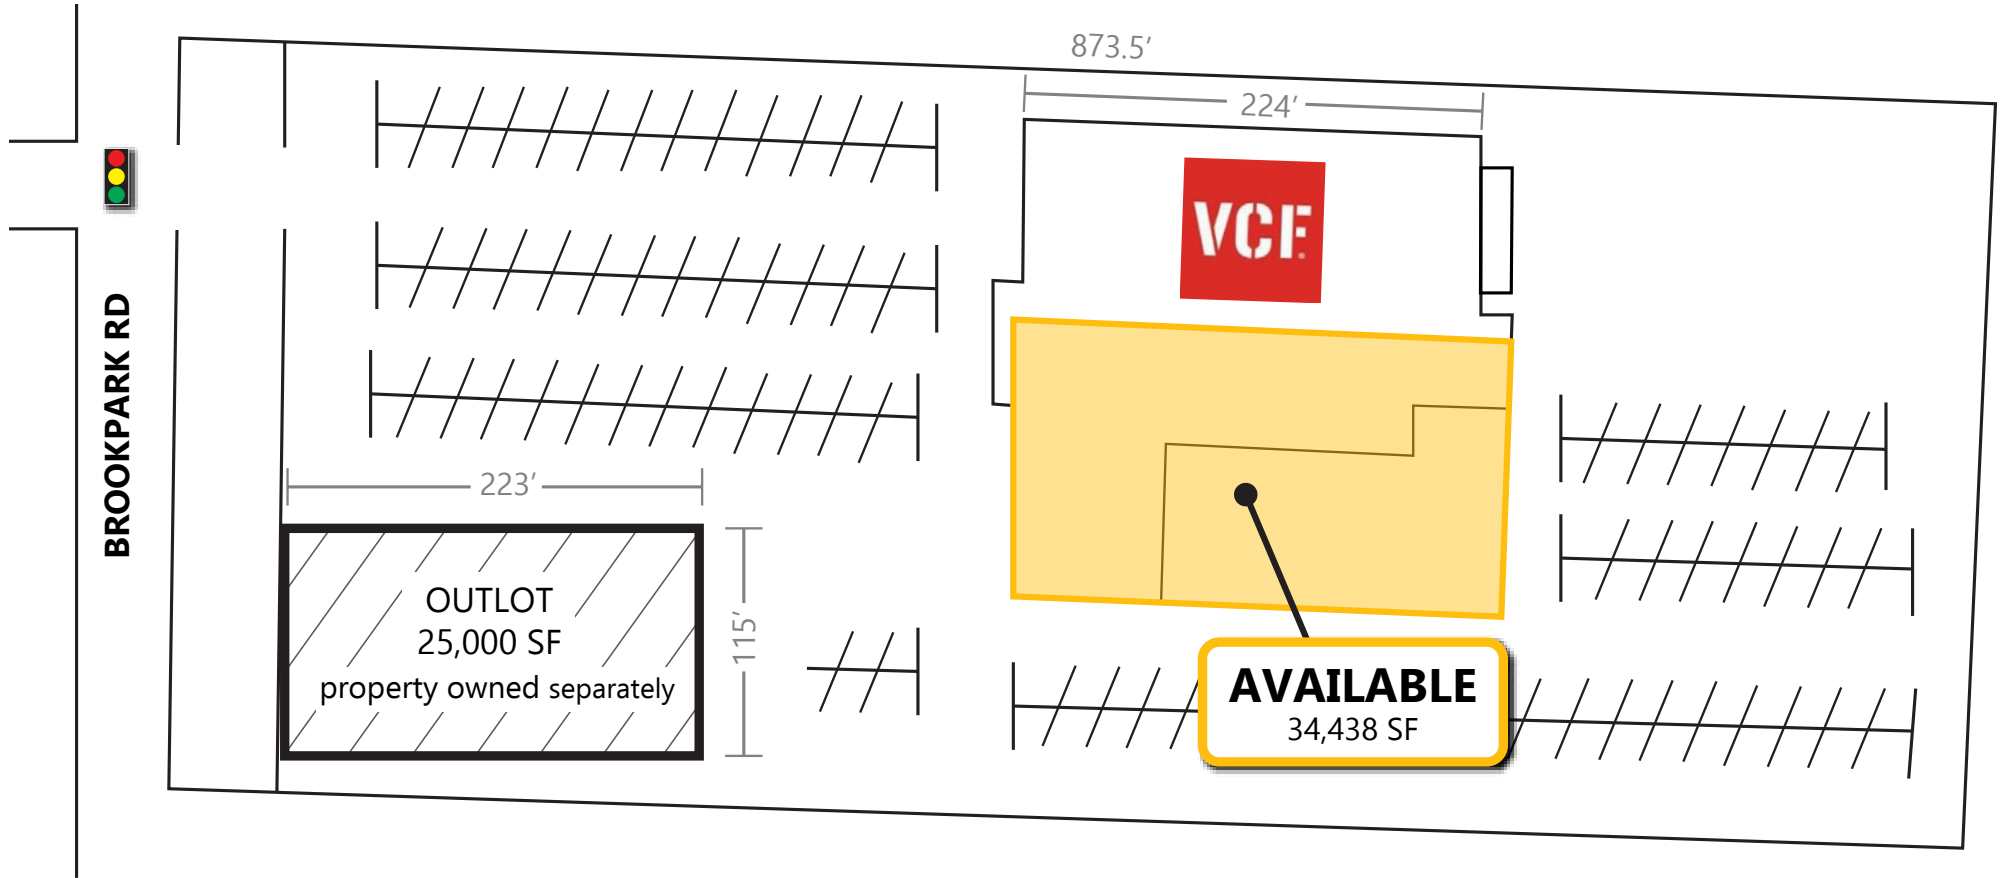 873.5′
224′
VCF
BROOKPARK RD
223′
OUTLOT
25,000 SF
property owned separately
115′
AVAILABLE
34,438 SF